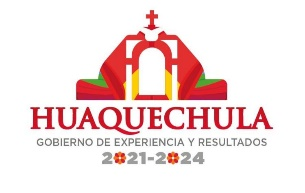 HUAQUECHULA
GOBIERNO DE EXPERIENCIA Y RESULTADOS
2021-2024